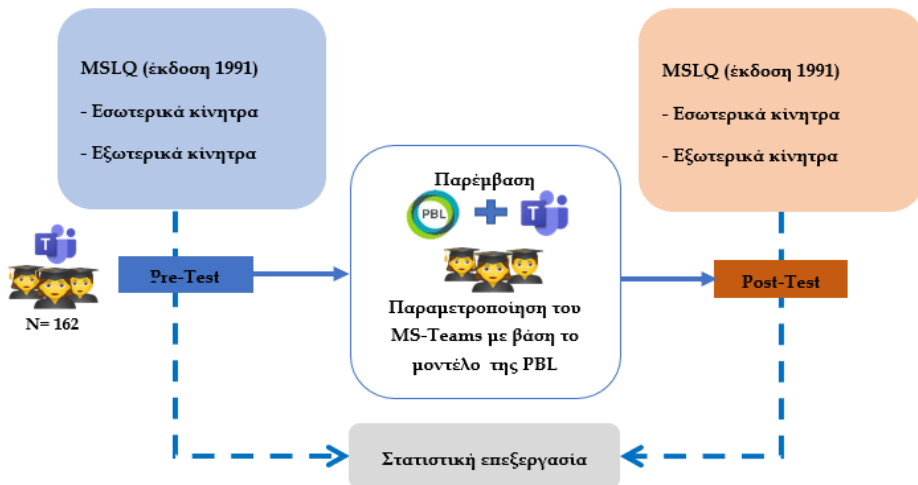 MSLQ (έκδοση 1991)
- Εσωτερικά κίνητρα
- Εξωτερικά κίνητρα
MSLQ (έκδοση 1991)
- Εσωτερικά κίνητρα
- Εξωτερικά κίνητρα
Παρέμβαση
PBL
T
T
Pre-Test
N= 162
Παραμετροποίηση του
MS-Teams με βάση το
μοντέλο της PBL
Post-Test
Στατιστική επεξεργασία